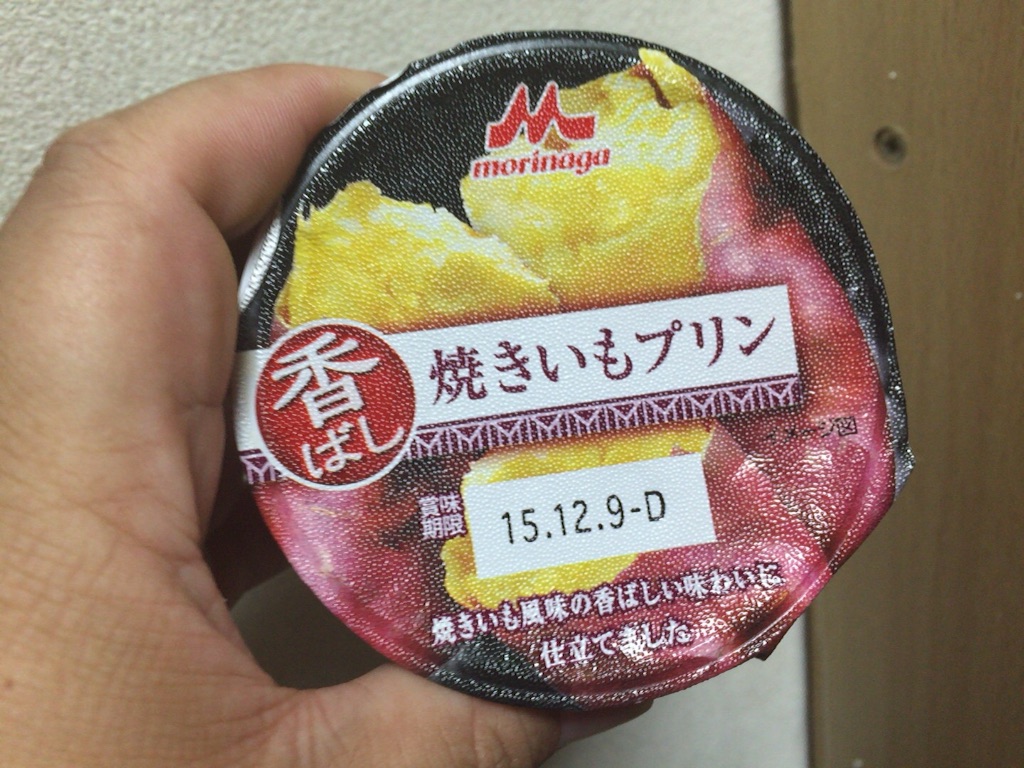 morinaga
香ばし
焼きいもプリン
イメージ図
賞味
期限
15.12.9-D
焼きいも風味の香ばしい味わいに
仕立てました